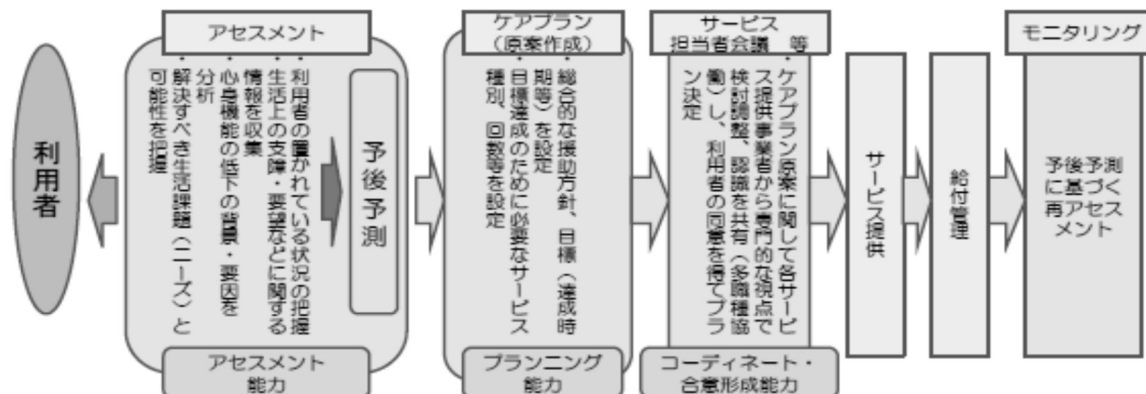 利用者
アセスメント
・利用者の置かれている状況の把握
・生活上の支障・要望などに関する
情報を収集
・心身機能の低下の背景・要因を
分析
・解決すべき生活課題（ニーズ）と
可能性を把握
予後予測
アセスメント
能力
ケアプラン
（原案作成）
・総合的な援助方針、目標（達成時
期等）を設定
・目標達成のために必要なサービス
種別、回数等を設定
プランニング
能力
サービス
担当者会議　等
・ケアプラン原案に関して各サービ
ス提供事業者から専門的な視点で
検討調整、認識を共有（多職種協
働）し、利用者の同意を得てプラ
ン決定
コーディネート・
合意形成能力
サービス提供
給付管理
モニタリング
予後予測
に基づく
再アセス
メント